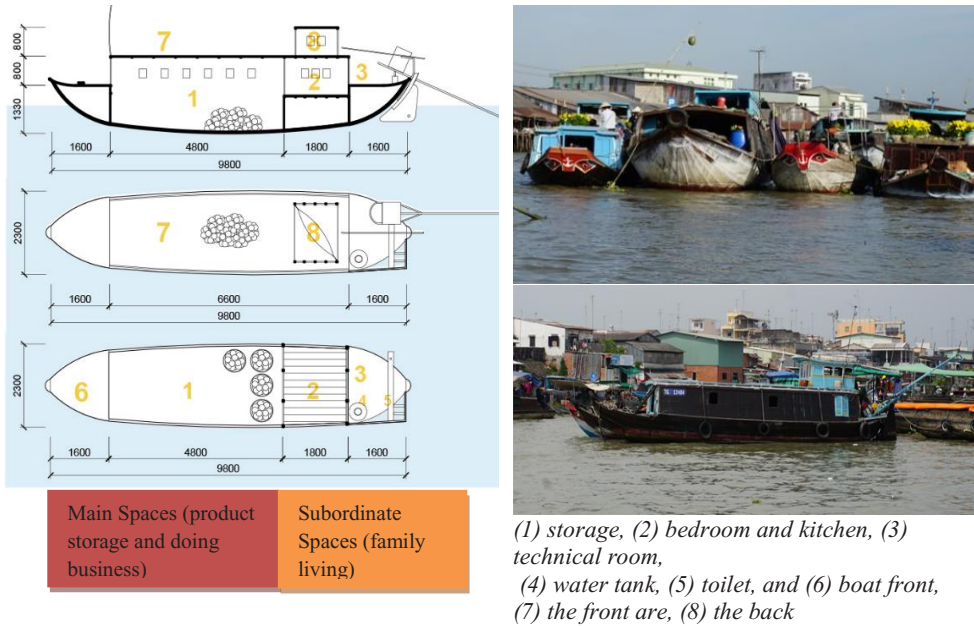 800
800
1330
7
8
2
3
1
1600
4800
1800
1600
9800
2300
7
8
1600
6600
1600
9800
2300
6
1
2
3
4
5
1600
4800
1800
1600
9800
Main Spaces (product
storage and doing
business)
Subordinate
Spaces (family
living)
TG 12404
(1) storage, (2) bedroom and kitchen, (3)
technical room,
(4) water tank, (5) toilet, and (6) boat front,
(7) the front are, (8) the back